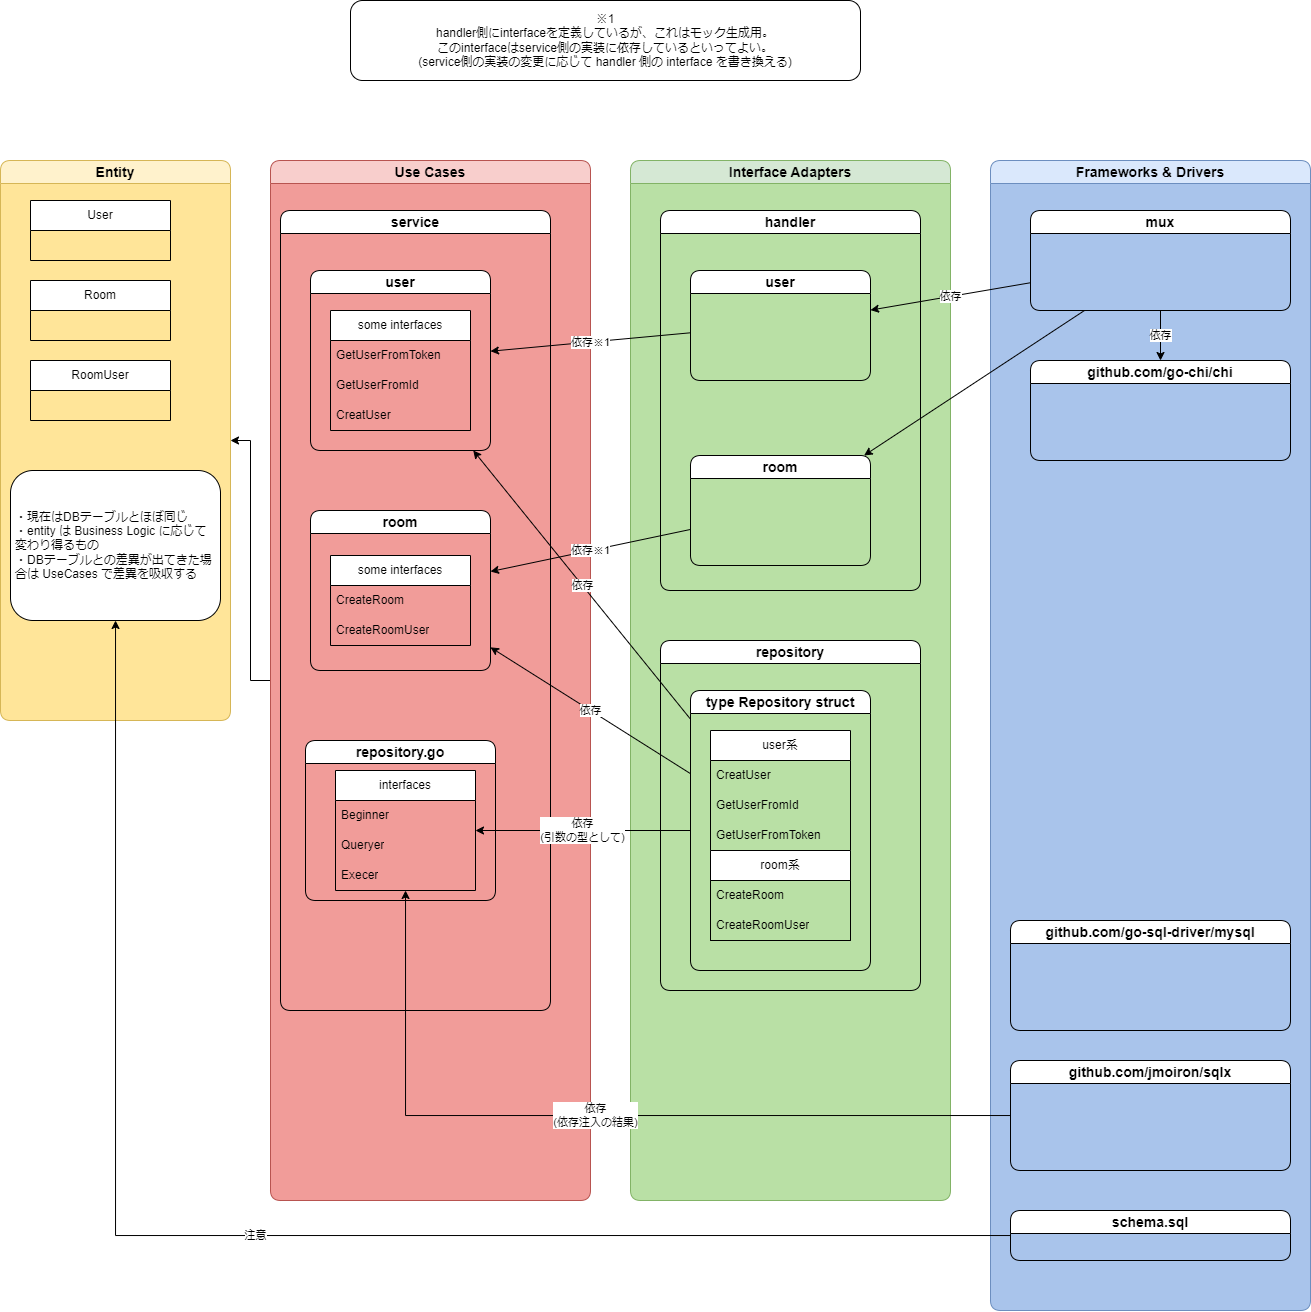 ※1
handler側にinterfaceを定義しているが、これはモック生成用。
このinterfaceはservice側の実装に依存しているといってよい。
(service側の実装の変更に応じて handler 側の interface を書き換える)
Entity
User
Room
RoomUser
・現在はDBテーブルとほぼ同じ
・entity は Business Logic に応じて
変わり得るもの
・DBテーブルとの差異が出てきた場
合は UseCases で差異を吸収する
Use Cases
service
user
some interfaces
GetUserFromToken
GetUserFromId
CreatUser
room
some interfaces
CreateRoom
CreateRoomUser
repository.go
interfaces
Beginner
Queryer
Execer
依存※1
依存※1
依存
依存
依存
(引数の型として)
依存
(依存注入の結果)
注意
Interface Adapters
handler
user
room
repository
type Repository struct
user系
CreatUser
GetUserFromId
GetUserFromToken
room系
CreateRoom
CreateRoomUser
依存
Frameworks & Drivers
mux
依存
github.com/go-chi/chi
github.com/go-sql-driver/mysql
github.com/jmoiron/sqlx
schema.sql